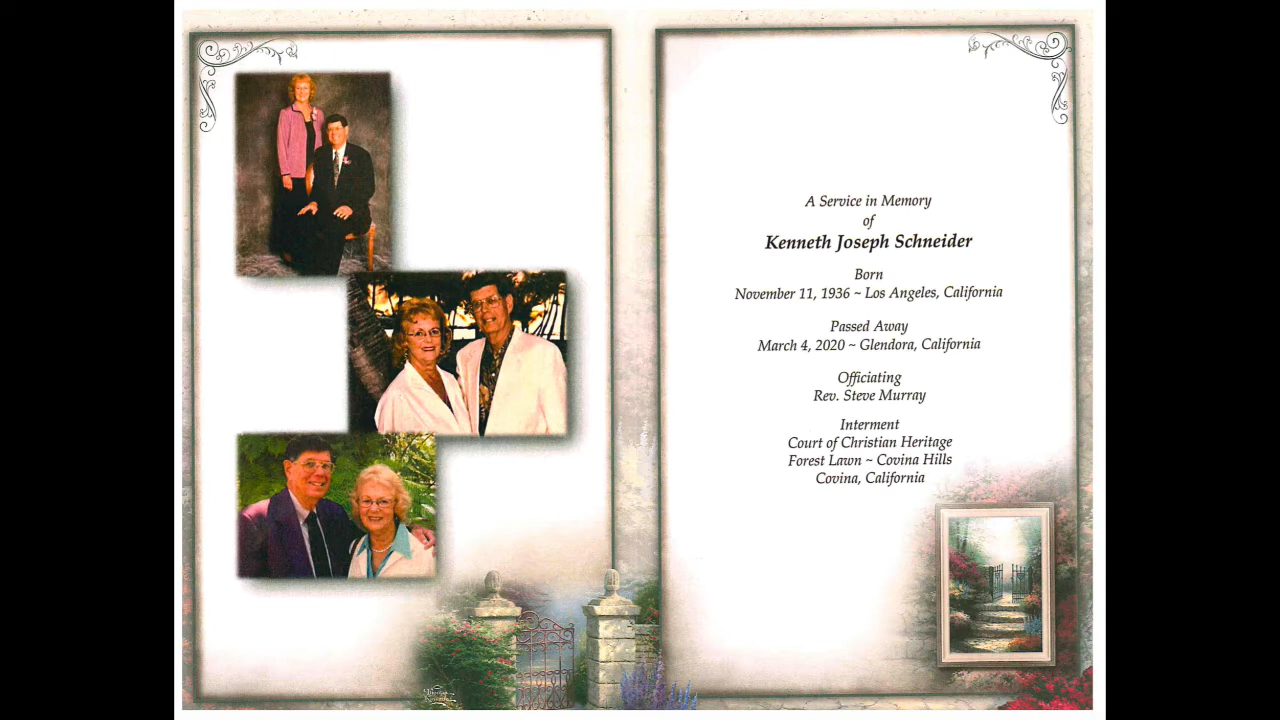 A Service in Memory
of
Kenneth Joseph Schneider
Born
November 11, 1936 ~ Los Angeles, California
Passed Away
March 4, 2020 ~ Glendora, California
Officiating
Rev. Steve Murray
Interment
Court of Christian Heritage
Forest Lawn ~ Covina Hills
Covina, California